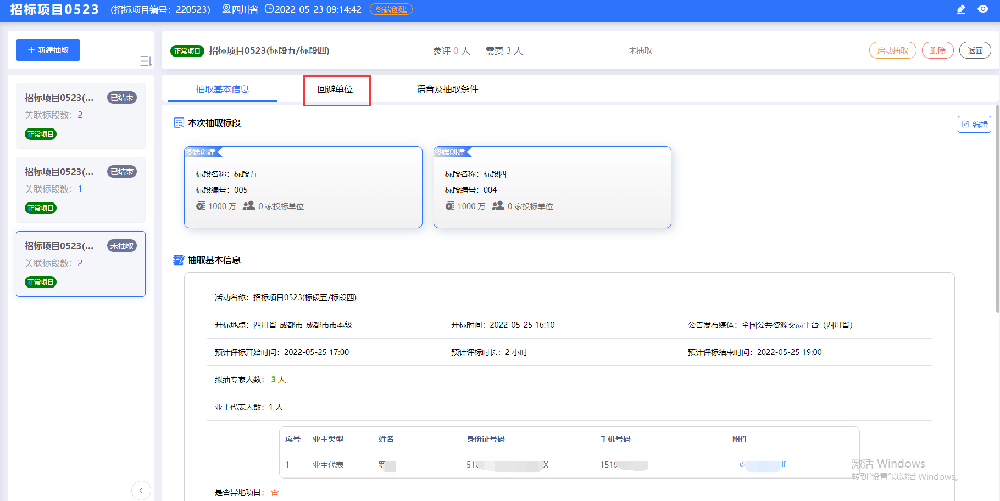 招标项目0523 (招标项目编号：220523) 四川省 2022-05-23 09:14:42 终端创建
+ 新建抽取
招标项目0523(... 已结束
关联标段数：2
正常项目
招标项目0523(... 已结束
关联标段数：1
正常项目
招标项目0523(... 未抽取
关联标段数：2
正常项目
正常项目 招标项目0523(标段五/标段四) 参评 0 人 需要 3 人 未抽取 启动抽取 删除 返回
抽取基本信息 回避单位 语音及抽取条件
本次抽取标段 编辑
终端创建
标段名称：标段五
标段编号：005
1000 万 0 家投标单位
终端创建
标段名称：标段四
标段编号：004
1000 万 0 家投标单位
抽取基本信息
活动名称：招标项目0523(标段五/标段四)
开标地点：四川省-成都市-成都市市本级 开标时间：2022-05-25 16:10 公告发布媒体：全国公共资源交易平台（四川省）
预计评标开始时间：2022-05-25 17:00 预计评标时长：2 小时 预计评标结束时间：2022-05-25 19:00
拟抽专家人数：3 人
业主代表人数：1 人
序号 业主类型 姓名 身份证号码 手机号码 附件
1 业主代表 51 X 1519
是否异地项目：否
激活 Windows
转到“设置”以激活 Windows。